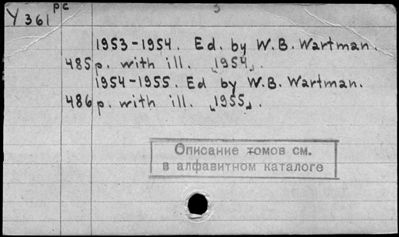 Y 361 pc
3
1953-1954. Ed. by W.B. Wartman.
485 p. with ill. „1954„.
1954-1955. Ed by W.B. Wartman.
486 p. with ill. „1955„.
Описание томов см.
в алфавитном каталоге